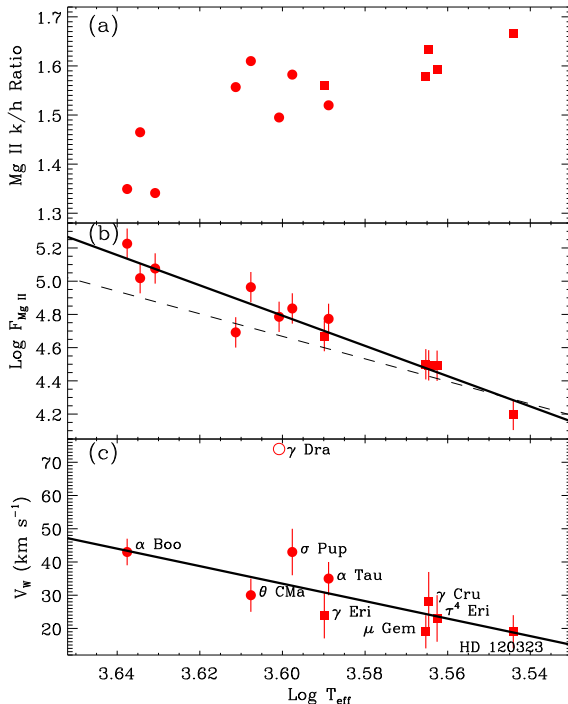 (a)
Mg II k/h Ratio
1.7
1.6
1.5
1.4
1.3
(b)
Log F_Mg II
5.2
5.0
4.8
4.6
4.4
4.2
(c)
V_W (km s⁻¹)
70
60
50
40
30
20
γ Dra
α Boo
σ Pup
α Tau
θ CMa
γ Eri
γ Cru
τ⁴ Eri
μ Gem
HD 120323
3.64 3.62 3.60 3.58 3.56 3.54
Log T_eff